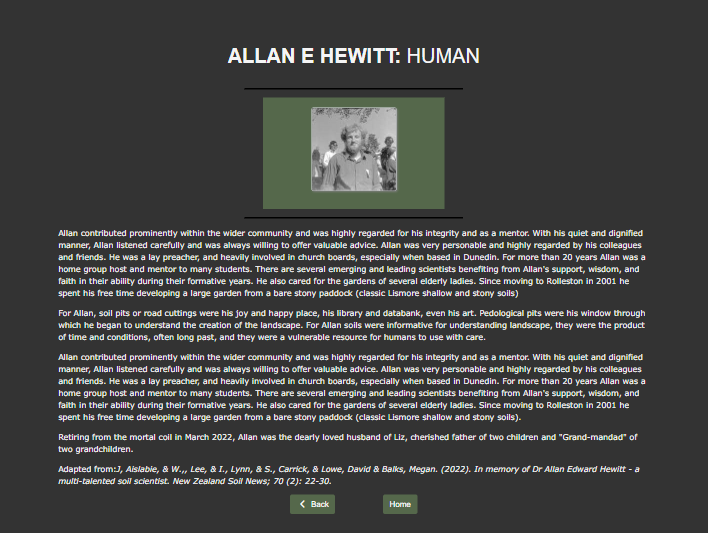 ALLAN E HEWITT: HUMAN
Allan contributed prominently within the wider community and was highly regarded for his integrity and as a mentor. With his quiet and dignified
manner, Allan listened carefully and was always willing to offer valuable advice. Allan was very personable and highly regarded by his colleagues
and friends. He was a lay preacher, and heavily involved in church boards, especially when based in Dunedin. For more than 20 years Allan was a
home group host and mentor to many students. There are several emerging and leading scientists benefiting from Allan's support, wisdom, and
faith in their ability during their formative years. He also cared for the gardens of several elderly ladies. Since moving to Rolleston in 2001 he
spent his free time developing a large garden from a bare stony paddock (classic Lismore shallow and stony soils)
For Allan, soil pits or road cuttings were his joy and happy place, his library and databank, even his art. Pedological pits were his window through
which he began to understand the creation of the landscape. For Allan soils were informative for understanding landscape, they were the product
of time and conditions, often long past, and they were a vulnerable resource for humans to use with care.
Allan contributed prominently within the wider community and was highly regarded for his integrity and as a mentor. With his quiet and dignified
manner, Allan listened carefully and was always willing to offer valuable advice. Allan was very personable and highly regarded by his colleagues
and friends. He was a lay preacher, and heavily involved in church boards, especially when based in Dunedin. For more than 20 years Allan was a
home group host and mentor to many students. There are several emerging and leading scientists benefiting from Allan's support, wisdom, and
faith in their ability during their formative years. He also cared for the gardens of several elderly ladies. Since moving to Rolleston in 2001 he
spent his free time developing a large garden from a bare stony paddock (classic Lismore shallow and stony soils).
Retiring from the mortal coil in March 2022, Allan was the dearly loved husband of Liz, cherished father of two children and "Grand-mandad" of
two grandchildren.
Adapted from:J, Aislabie, & W.,, Lee, & I., Lynn, & S., Carrick, & Lowe, David & Balks, Megan. (2022). In memory of Dr Allan Edward Hewitt - a
multi-talented soil scientist. New Zealand Soil News; 70 (2): 22-30.
Back
Home